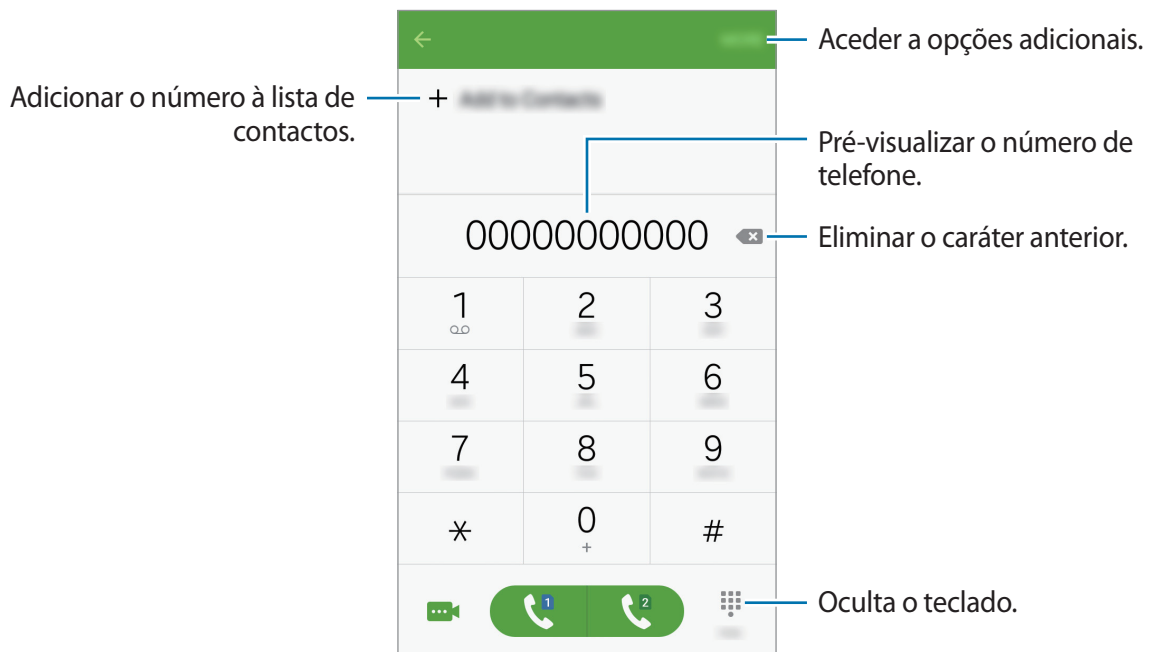 Aceder a opções adicionais.
Adicionar o número à lista de
contactos.
Pré-visualizar o número de
telefone.
00000000000
Eliminar o caráter anterior.
1 2 3
4 5 6
7 8 9
* 0 #
+
1 2
Oculta o teclado.